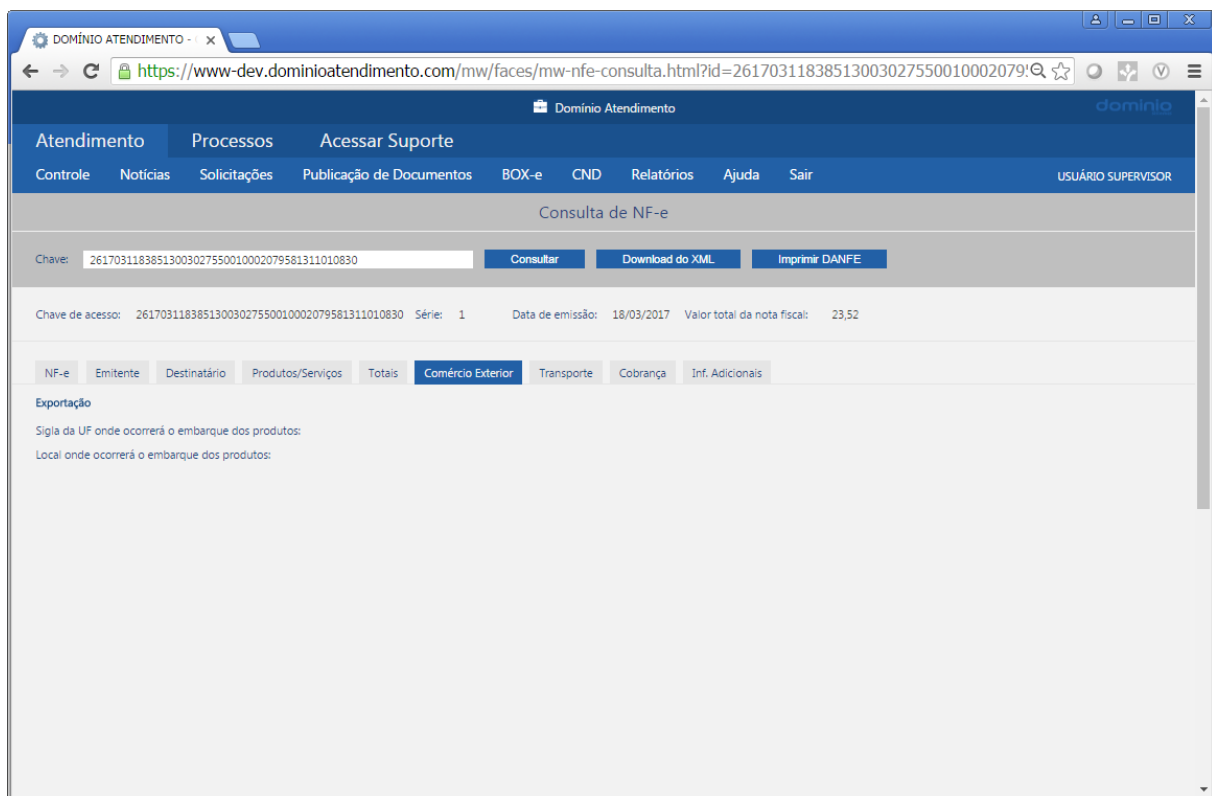 DOMÍNIO ATENDIMENTO -
https://www-dev.dominioatendimento.com/mw/faces/mw-nfe-consulta.html?id=26170311838513003027550010002079
Domínio Atendimento
domínio
Atendimento Processos Acessar Suporte
Controle Notícias Solicitações Publicação de Documentos BOX-e CND Relatórios Ajuda Sair USUÁRIO SUPERVISOR
Consulta de NF-e
Chave: 26170311838513003027550010002079581311010830 Consultar Download do XML Imprimir DANFE
Chave de acesso: 26170311838513003027550010002079581311010830 Série: 1 Data de emissão: 18/03/2017 Valor total da nota fiscal: 23,52
NF-e Emitente Destinatário Produtos/Serviços Totais Comércio Exterior Transporte Cobrança Inf. Adicionais
Exportação
Sigla da UF onde ocorrerá o embarque dos produtos:
Local onde ocorrerá o embarque dos produtos: